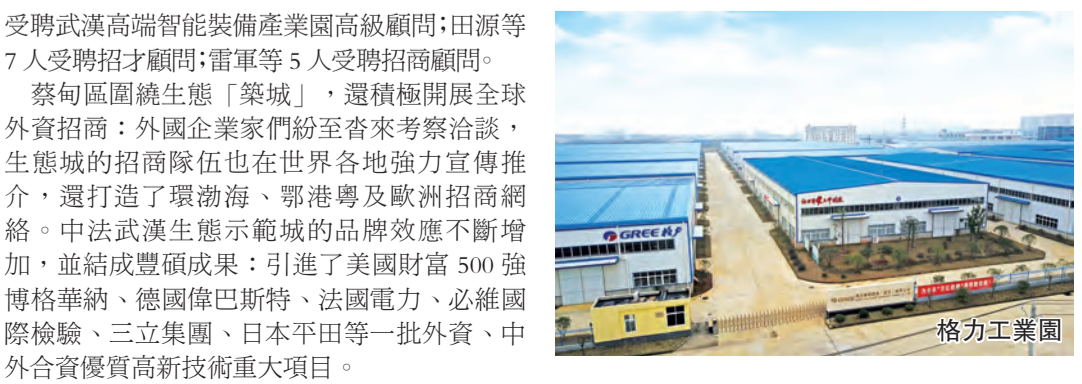 受聘武漢高端智能裝備產業園高級顧問;田源等
7 人受聘招才顧問;雷軍等 5 人受聘招商顧問。
蔡甸區圍繞生態「築城」，還積極開展全球
外資招商：外國企業家們紛至沓來考察洽談，
生態城的招商隊伍也在世界各地強力宣傳推
介，還打造了環渤海、鄂港粵及歐洲招商網
絡。中法武漢生態示範城的品牌效應不斷增
加，並結成豐碩成果：引進了美國財富 500 強
博格華納、德國偉巴斯特、法國電力、必維國
際檢驗、三立集團、日本平田等一批外資、中
外合資優質高新技術重大項目。
GREE 格力
格力工業園